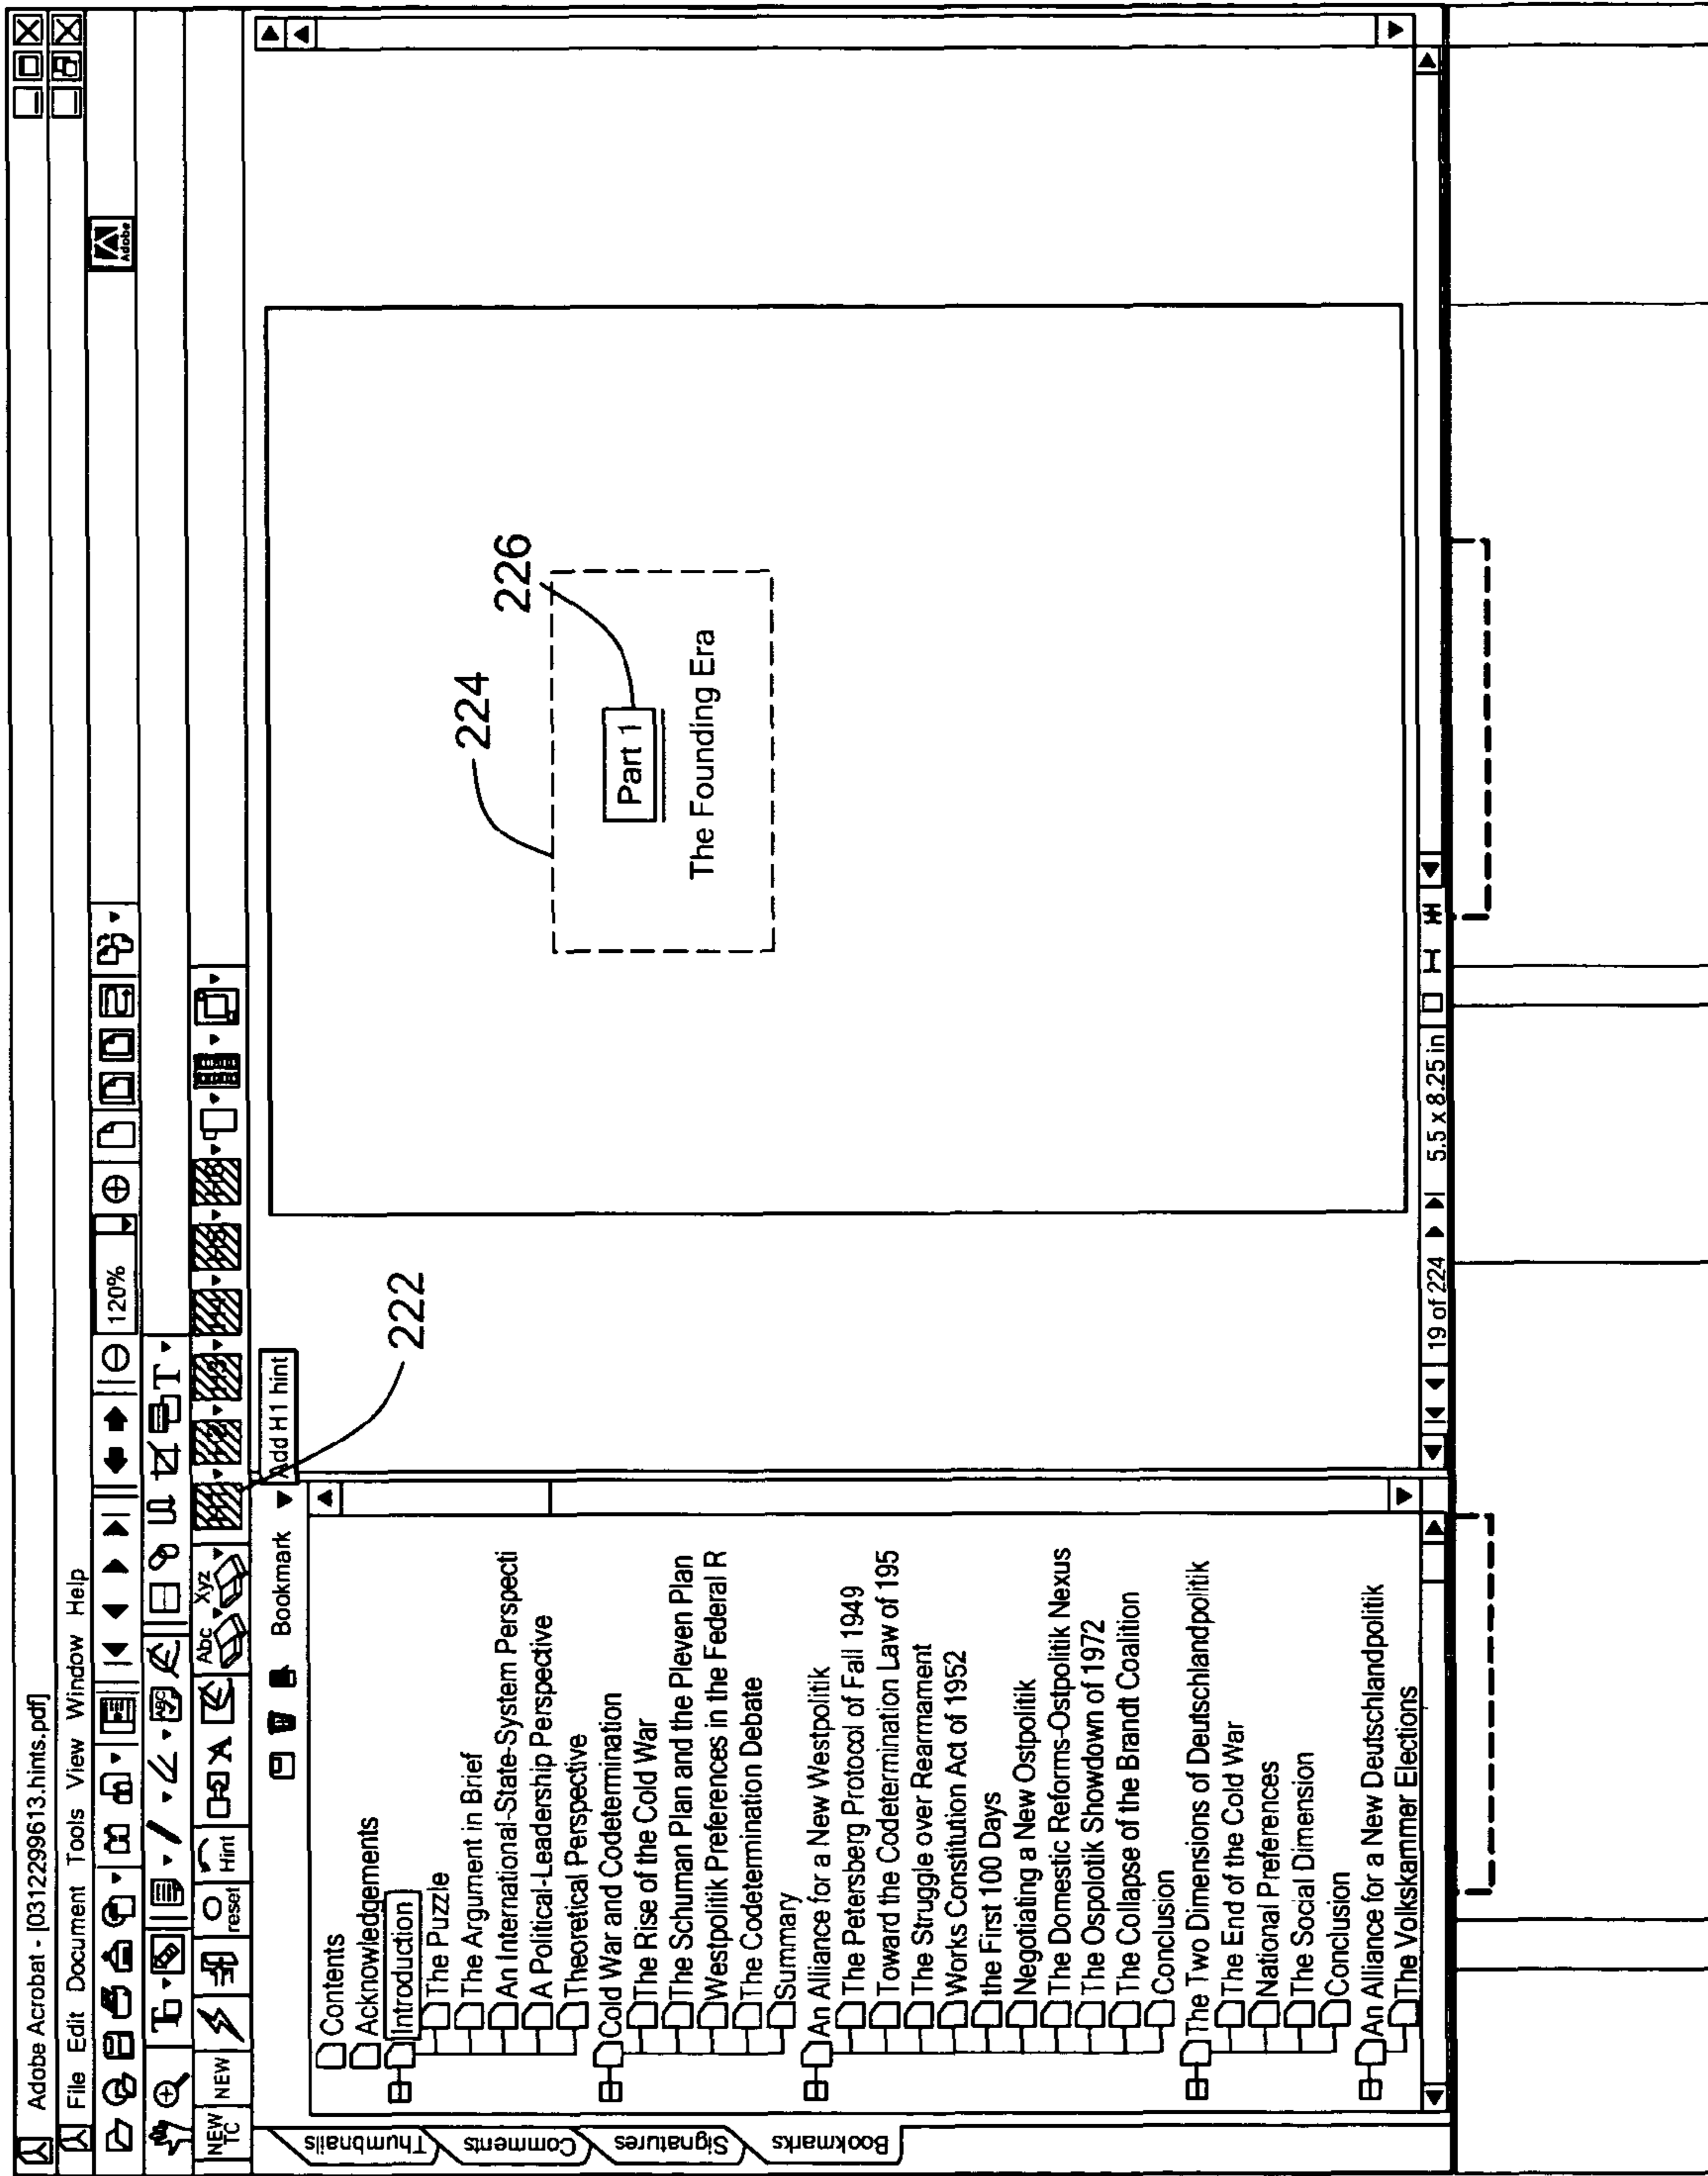 Adobe Acrobat - [0312299613.hints.pdf]
File Edit Document Tools View Window Help
120%
Adobe
T
ABC
T
NEW TC
NEW
reset
Hint
A
Abc
Xyz
Add H1 hint
222
Thumbnails
Comments
Signatures
Bookmarks
Bookmark
Contents
Acknowledgements
Introduction
The Puzzle
The Argument in Brief
An International-State-System Perspecti
A Political-Leadership Perspective
Theoretical Perspective
Cold War and Codetermination
The Rise of the Cold War
The Schuman Plan and the Pleven Plan
Westpolitik Preferences in the Federal R
The Codetermination Debate
Summary
An Alliance for a New Westpolitik
The Petersberg Protocol of Fall 1949
Toward the Codetermination Law of 195
The Struggle over Rearmament
Works Constitution Act of 1952
the First 100 Days
Negotiating a New Ostpolitik
The Domestic Reforms-Ostpolitik Nexus
The Ospolotik Showdown of 1972
The Collapse of the Brandt Coalition
Conclusion
The Two Dimensions of Deutschlandpolitik
The End of the Cold War
National Preferences
The Social Dimension
Conclusion
An Alliance for a New Deutschlandpolitik
The Volkskammer Elections
224
226
Part 1
The Founding Era
19 of 224
5.5 x 8.25 in